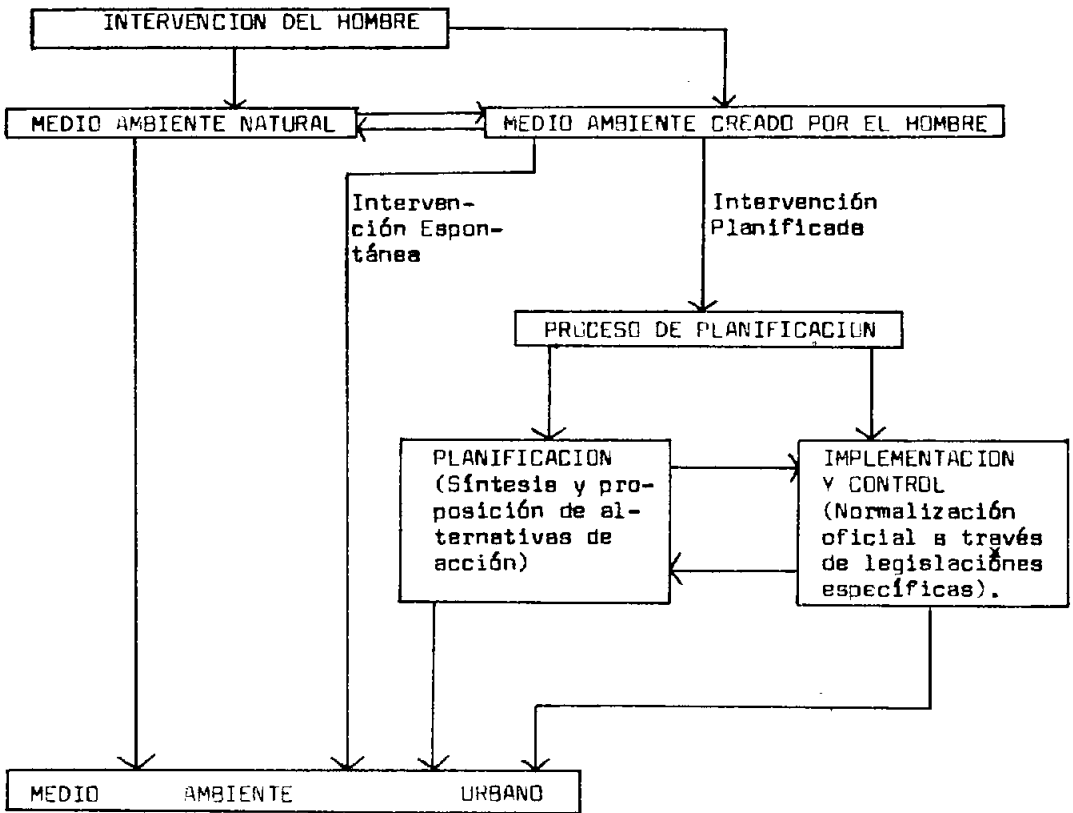 INTERVENCION DEL HOMBRE
MEDIO AMBIENTE NATURAL
MEDIO AMBIENTE CREADO POR EL HOMBRE
Interven-
ción Espon-
tánea
Intervención
Planificada
PROCESO DE PLANIFICACION
PLANIFICACION
(Síntesis y pro-
posición de al-
ternativas de
acción)
IMPLEMENTACION
Y CONTROL
(Normalización
oficial a través
de legislaciones
específicas).
MEDIO AMBIENTE URBANO